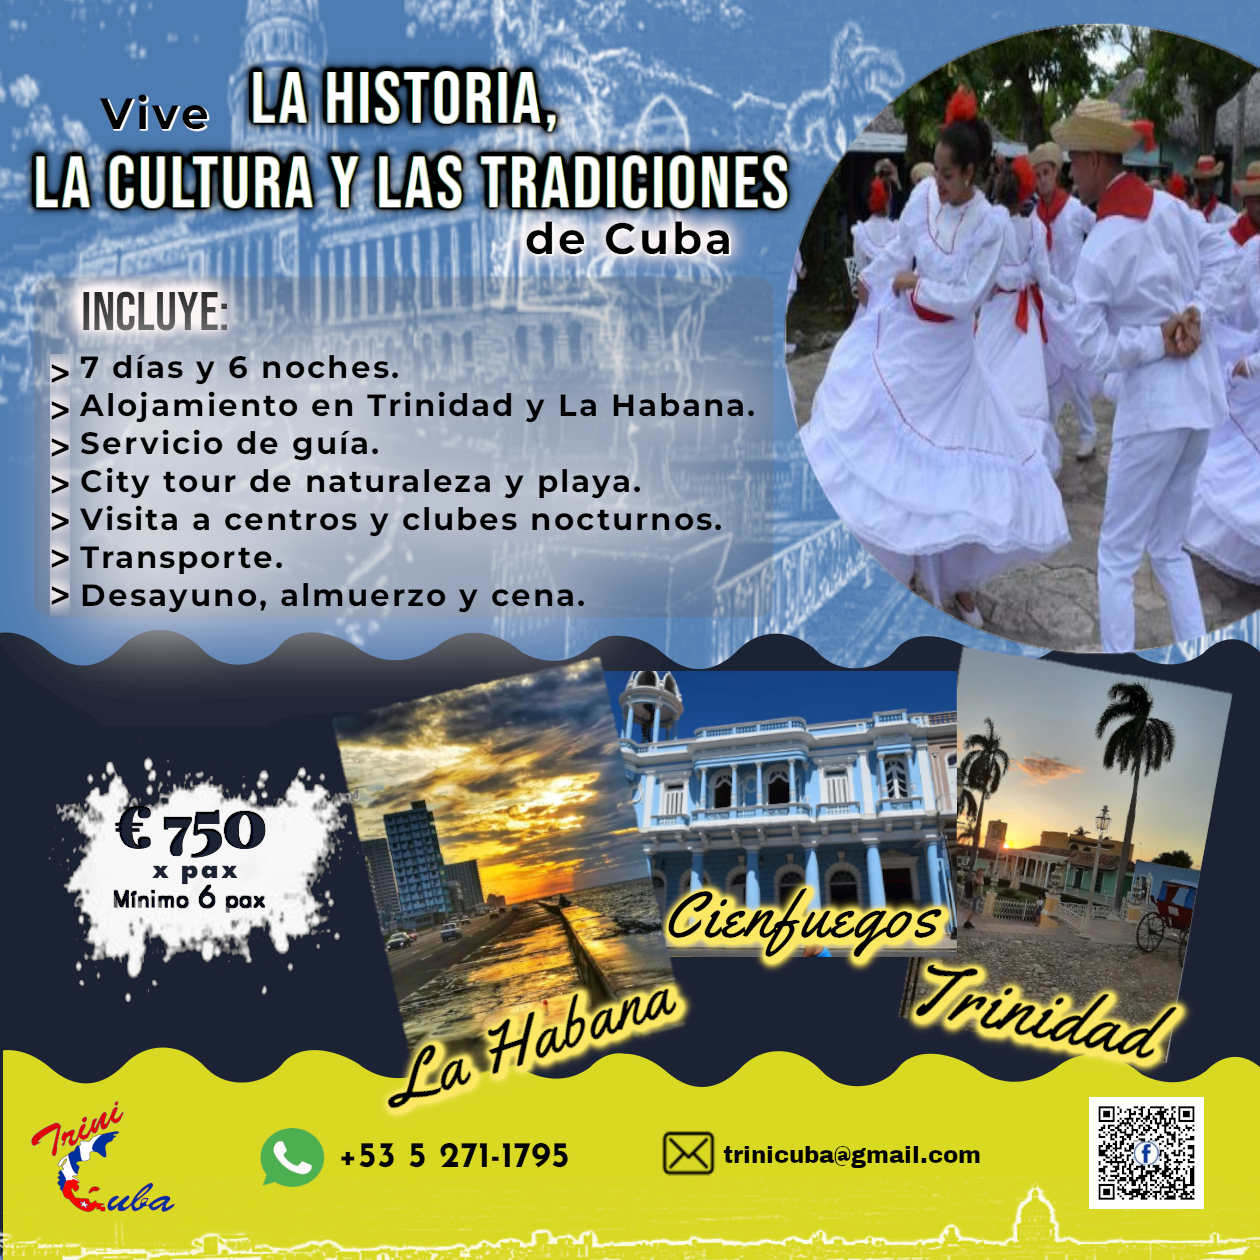 Vive LA HISTORIA,
LA CULTURA Y LAS TRADICIONES
de Cuba
INCLUYE:
> 7 días y 6 noches.
> Alojamiento en Trinidad y La Habana.
> Servicio de guía.
> City tour de naturaleza y playa.
> Visita a centros y clubes nocturnos.
> Transporte.
> Desayuno, almuerzo y cena.
€ 750
x pax
Mínimo 6 pax
Cienfuegos
La Habana
Trinidad
Trini
Cuba
+53 5 271-1795
trinicuba@gmail.com
f